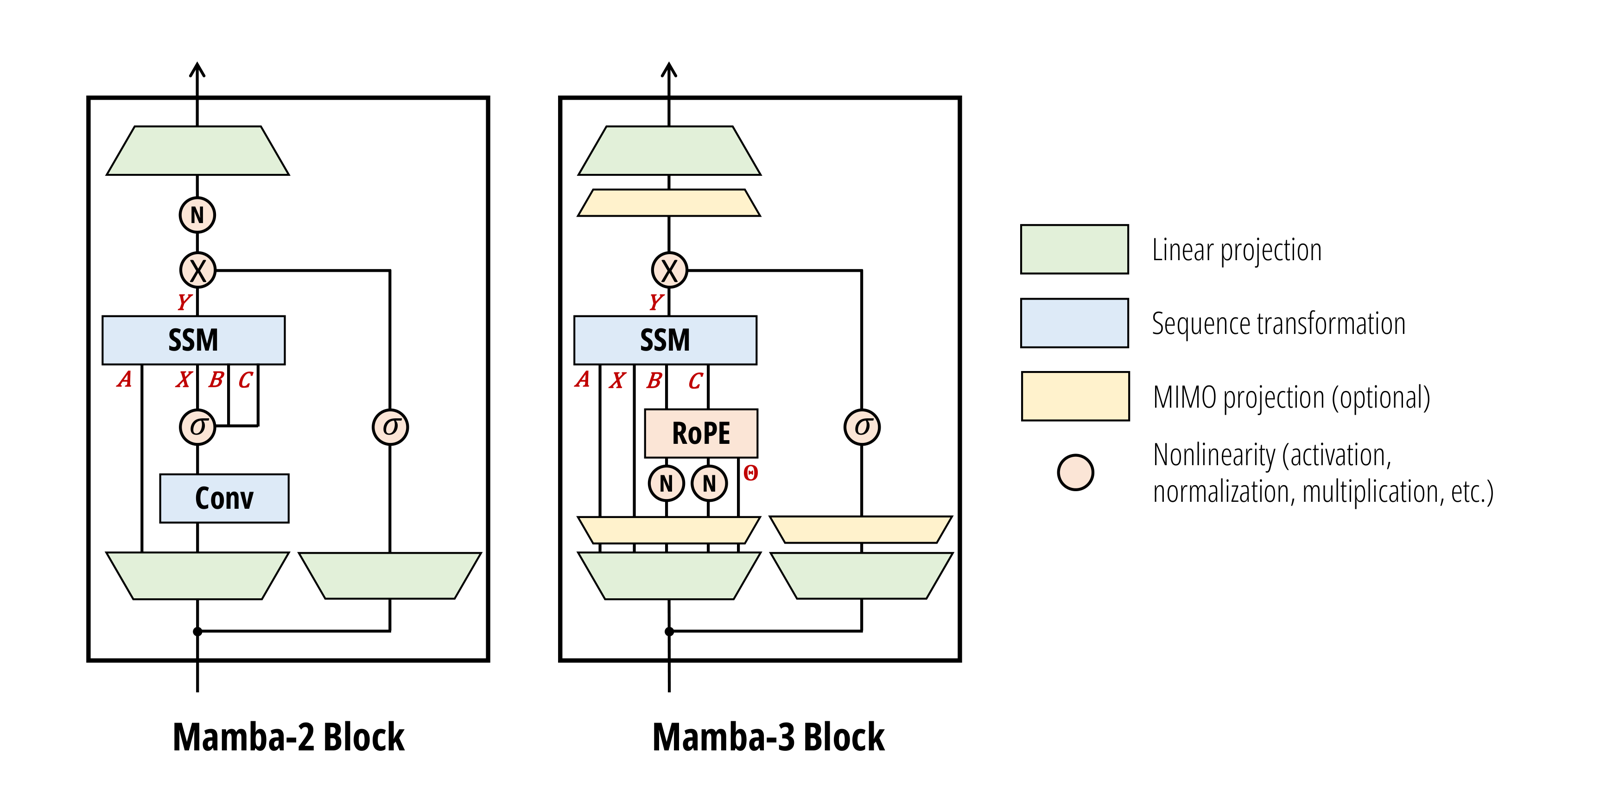 N
X
Y
SSM
A X B C
σ σ
Conv
Mamba-2 Block
X
Y
SSM
A X B C
RoPE
σ
N N Θ
Mamba-3 Block
Linear projection
Sequence transformation
MIMO projection (optional)
Nonlinearity (activation,
normalization, multiplication, etc.)